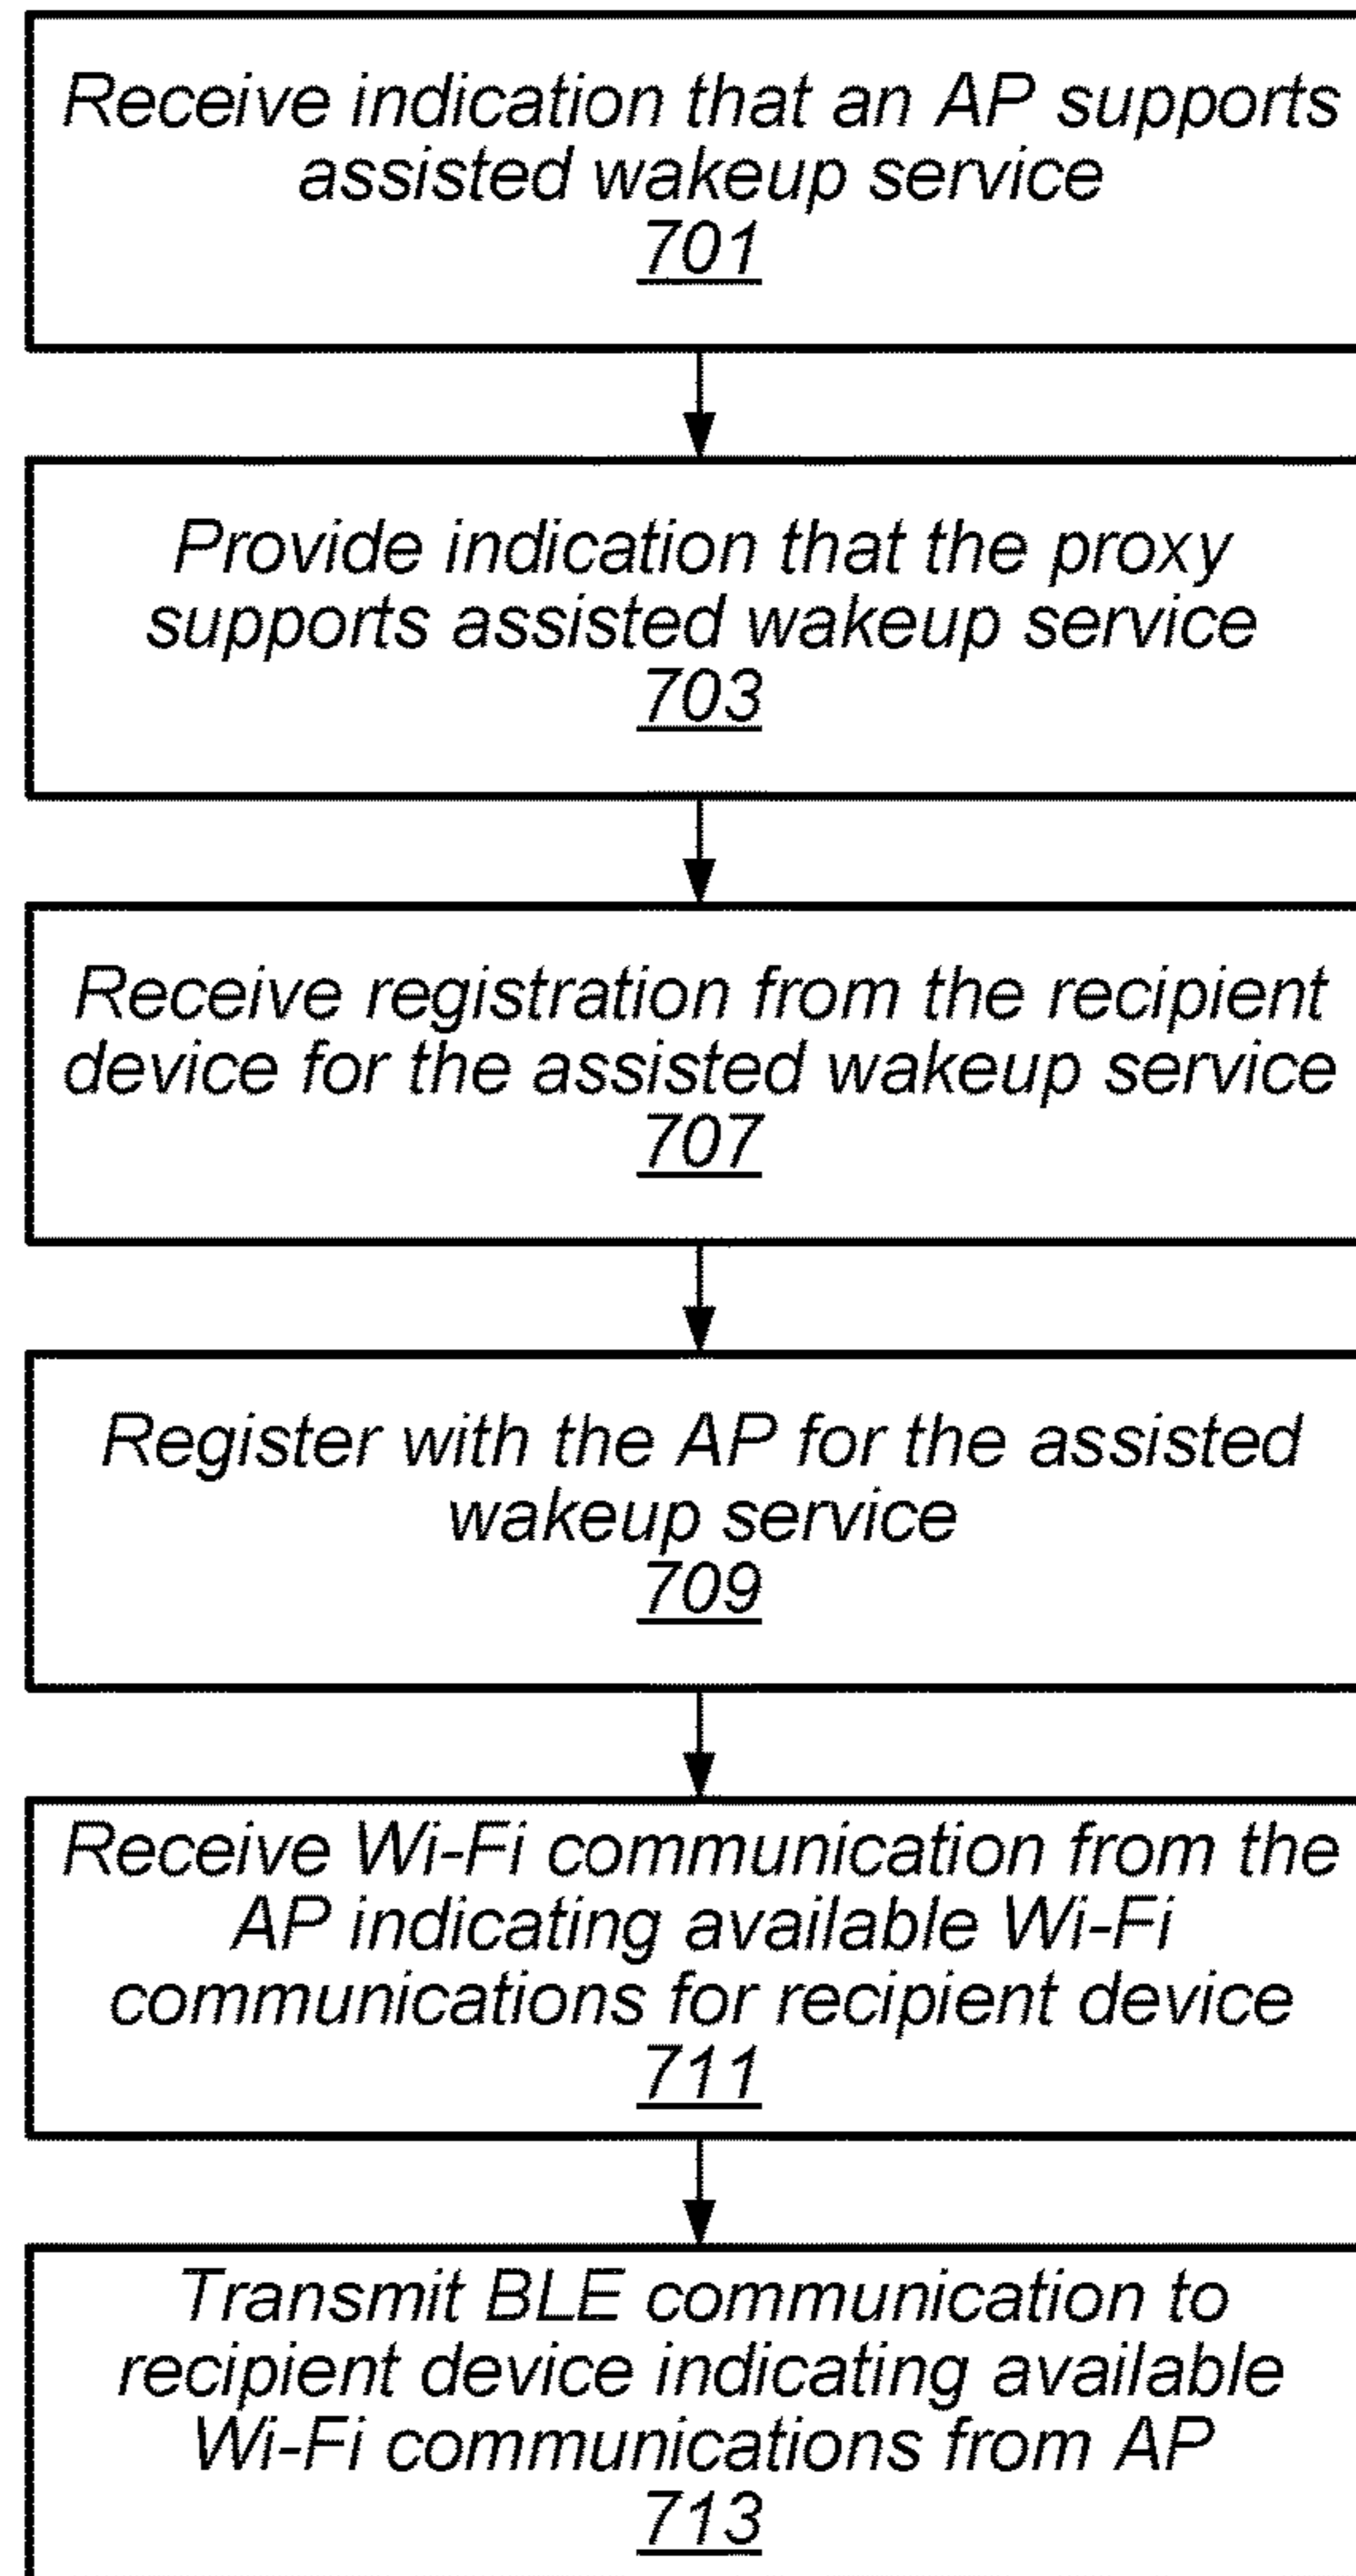 Receive indication that an AP supports
assisted wakeup service
701
Provide indication that the proxy
supports assisted wakeup service
703
Receive registration from the recipient
device for the assisted wakeup service
707
Register with the AP for the assisted
wakeup service
709
Receive Wi-Fi communication from the
AP indicating available Wi-Fi
communications for recipient device
711
Transmit BLE communication to
recipient device indicating available
Wi-Fi communications from AP
713